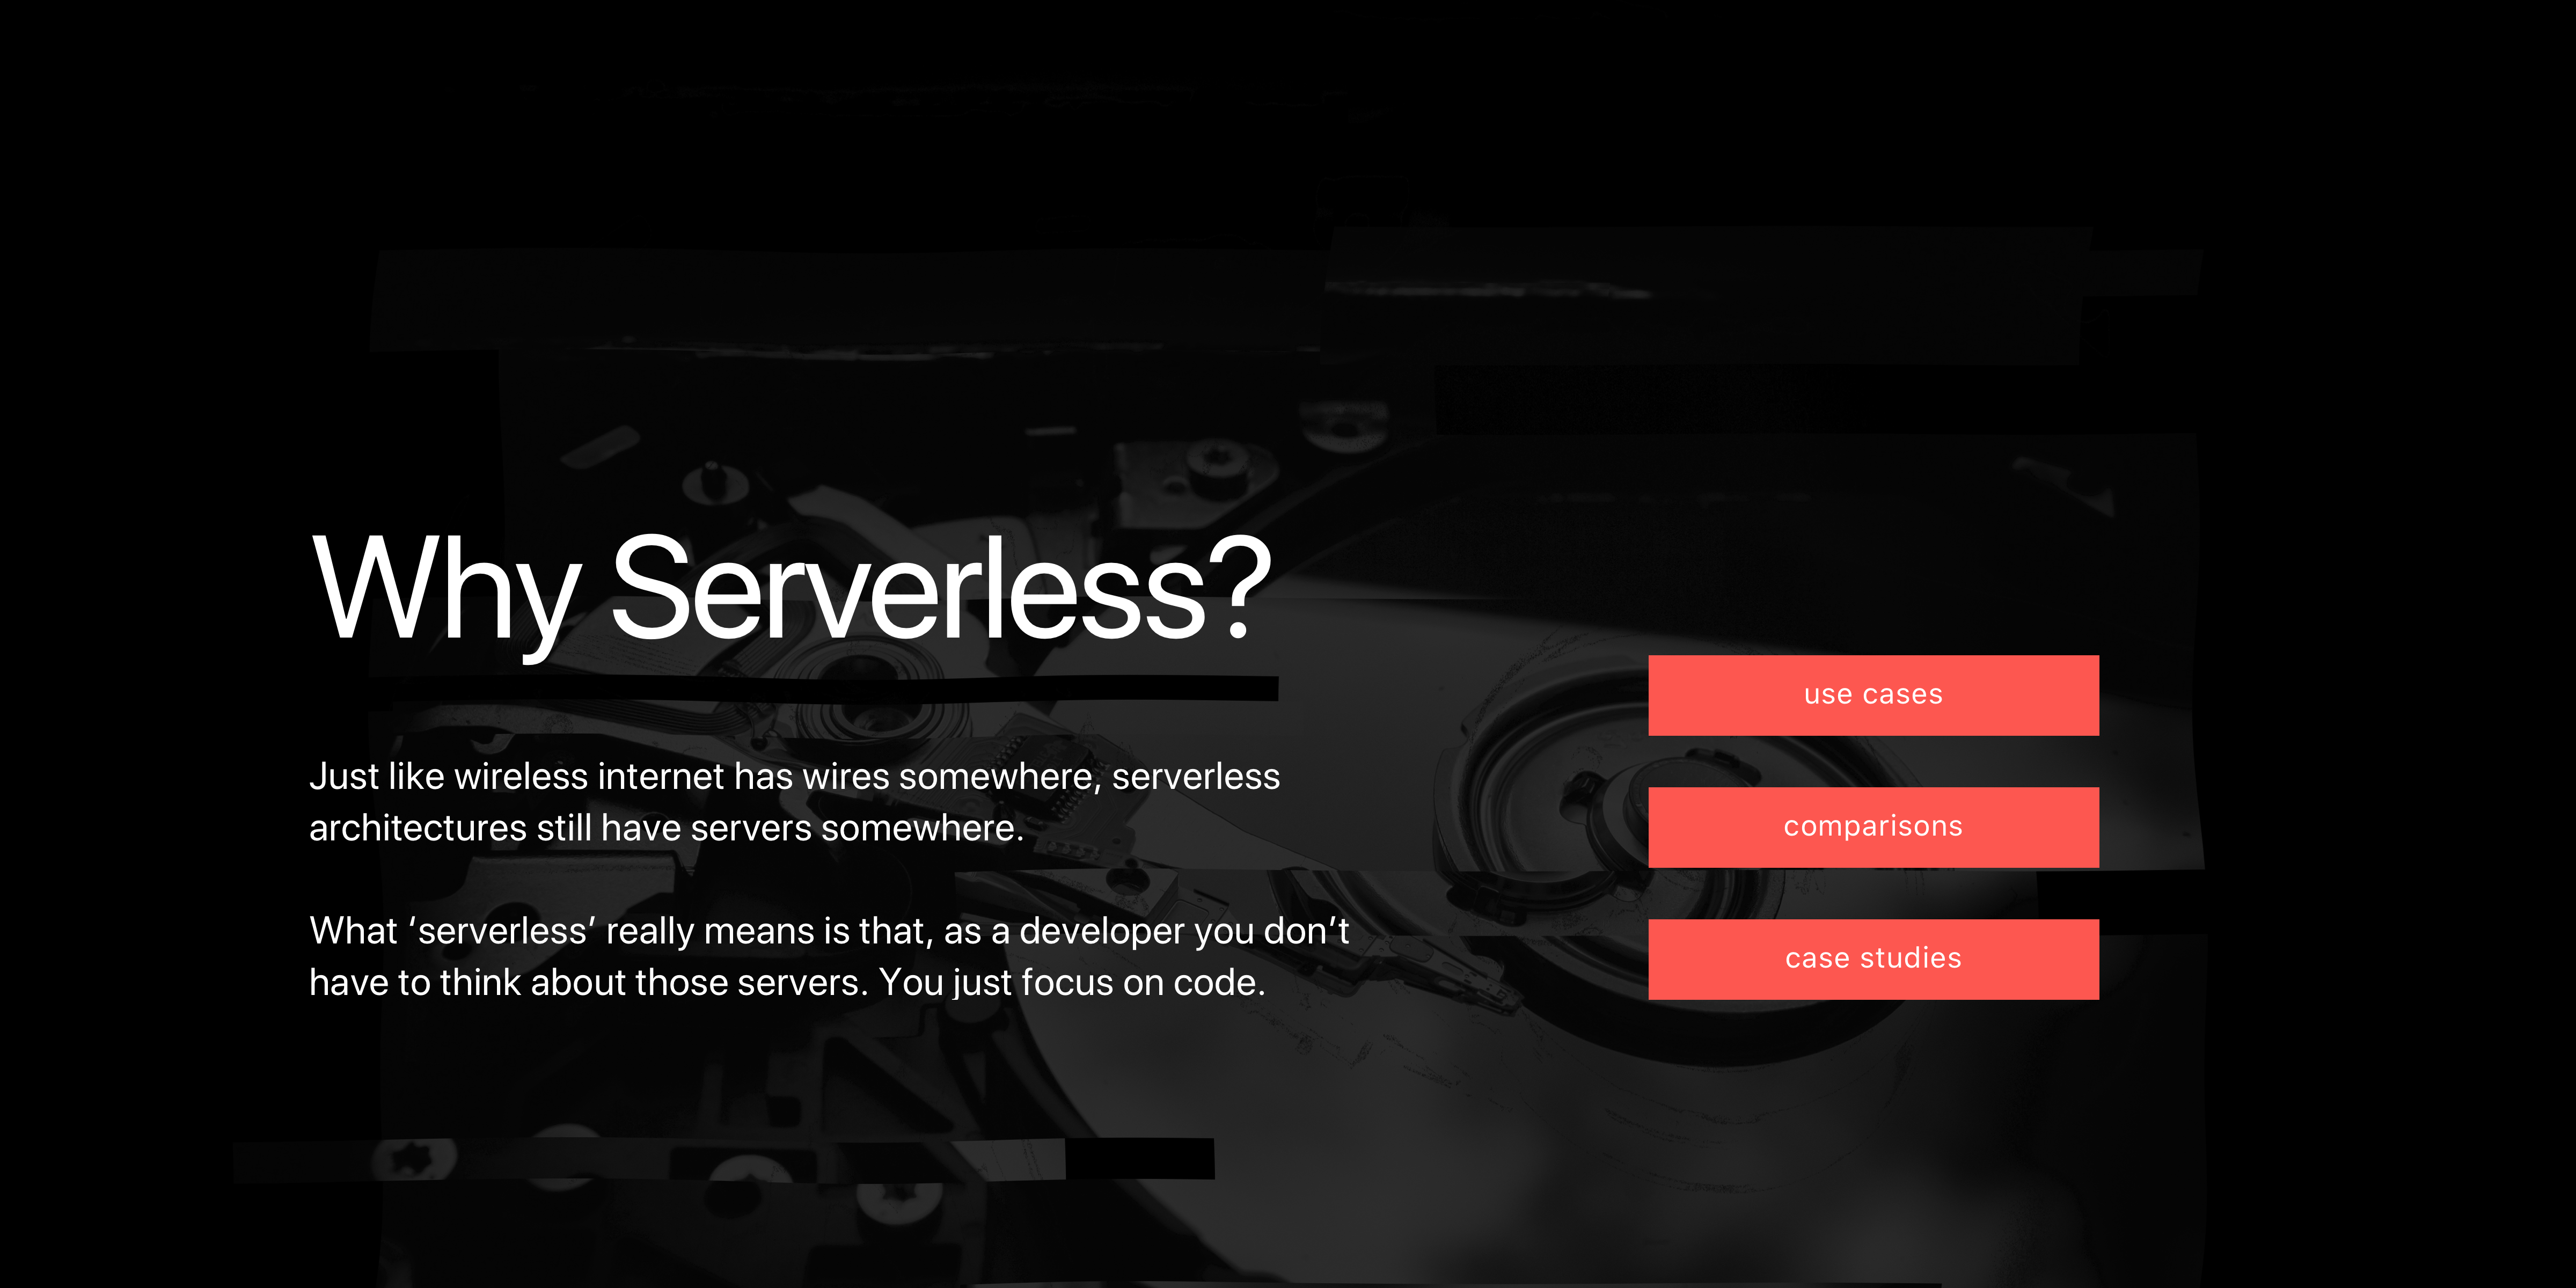 Why Serverless?
Just like wireless internet has wires somewhere, serverless
architectures still have servers somewhere.
What ‘serverless’ really means is that, as a developer you don’t
have to think about those servers. You just focus on code.
use cases
comparisons
case studies